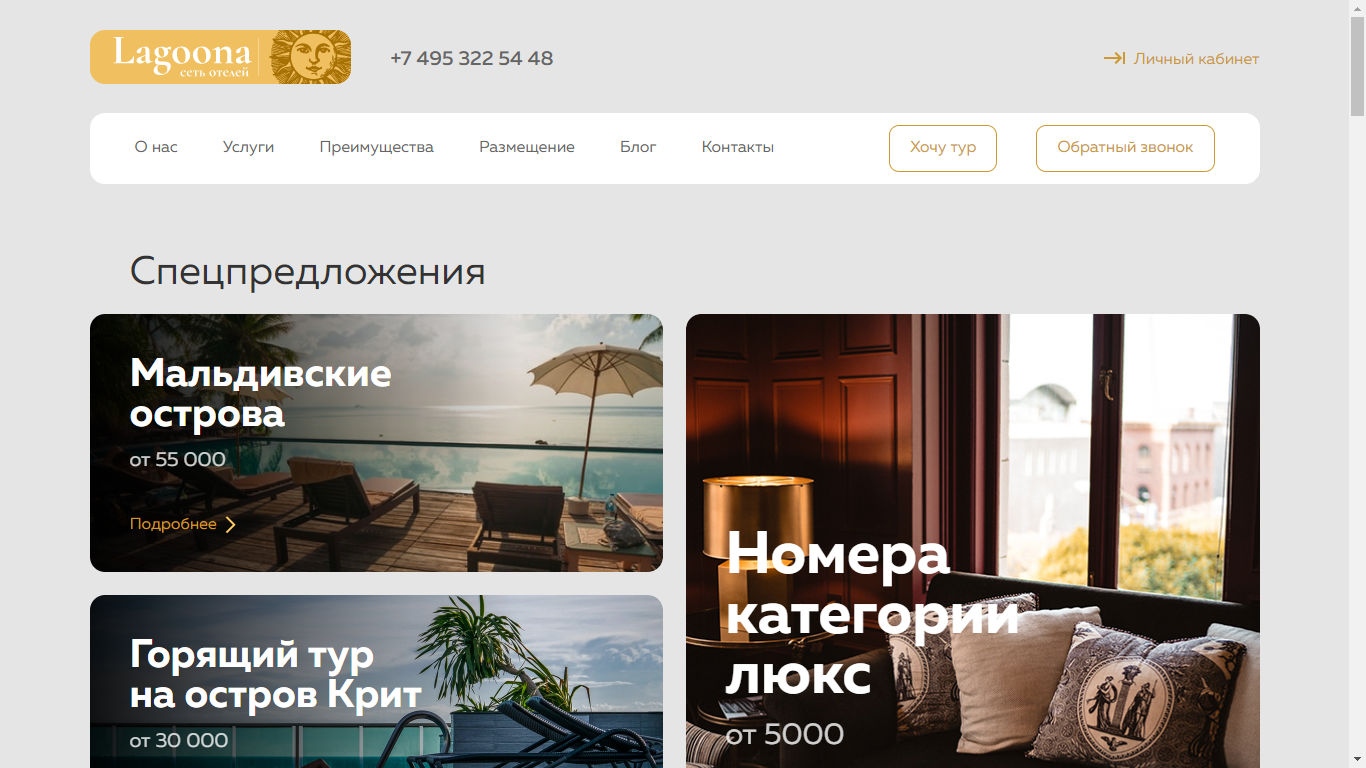 Lagoona
сеть отелей
+7 495 322 54 48
Личный кабинет
О нас
Услуги
Преимущества
Размещение
Блог
Контакты
Хочу тур
Обратный звонок
Спецпредложения
Мальдивские
острова
от 55 000
Подробнее
Горящий тур
на остров Крит
от 30 000
Номера
категории
люкс
от 5000